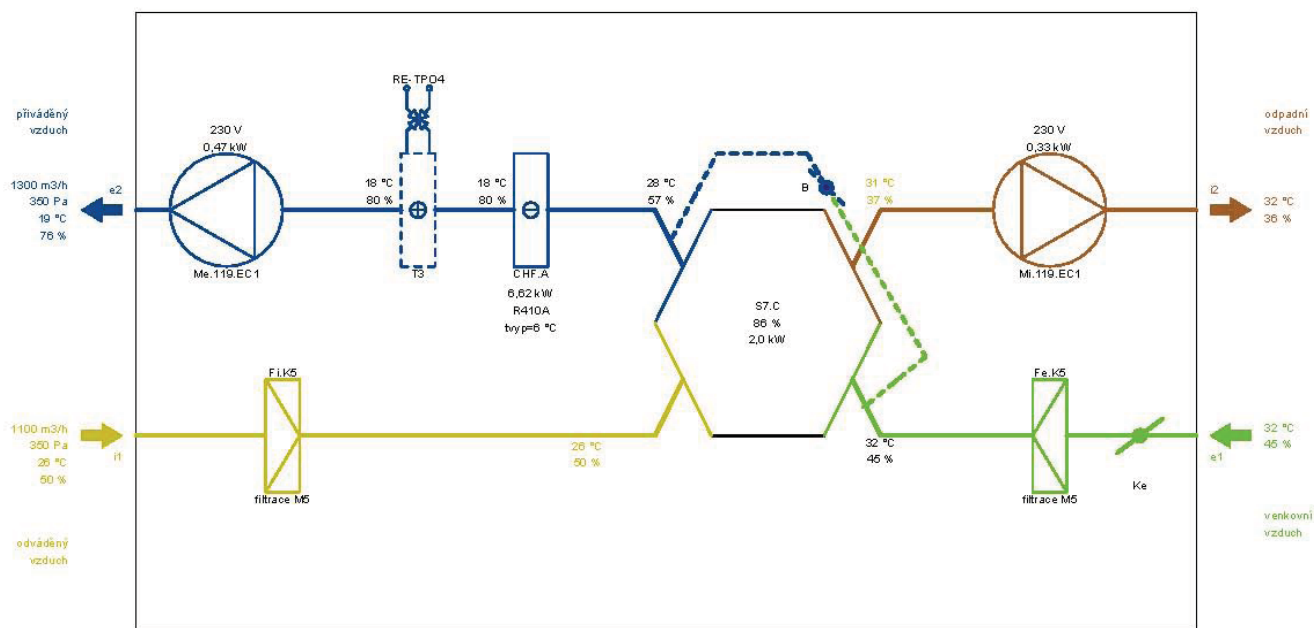 RE-TPO4
přiváděný
vzduch
230 V
0,47 kW
230 V
0,33 kW
odpadní
vzduch
1300 m3/h
350 Pa
19 °C
76 %
e2
18 °C
80 %
18 °C
80 %
28 °C
57 %
B
31 °C
37 %
i2
32 °C
36 %
Me.119.EC1
T3
CHF.A
6,62 kW
R410A
tvyp=6 °C
S7.C
86 %
2,0 kW
Mi.119.EC1
Fi.K5
Fe.K5
1100 m3/h
350 Pa
26 °C
50 %
i1
26 °C
50 %
32 °C
45 %
32 °C
45 %
e1
filtrace M5
filtrace M5
Ke
odváděný
vzduch
venkovní
vzduch